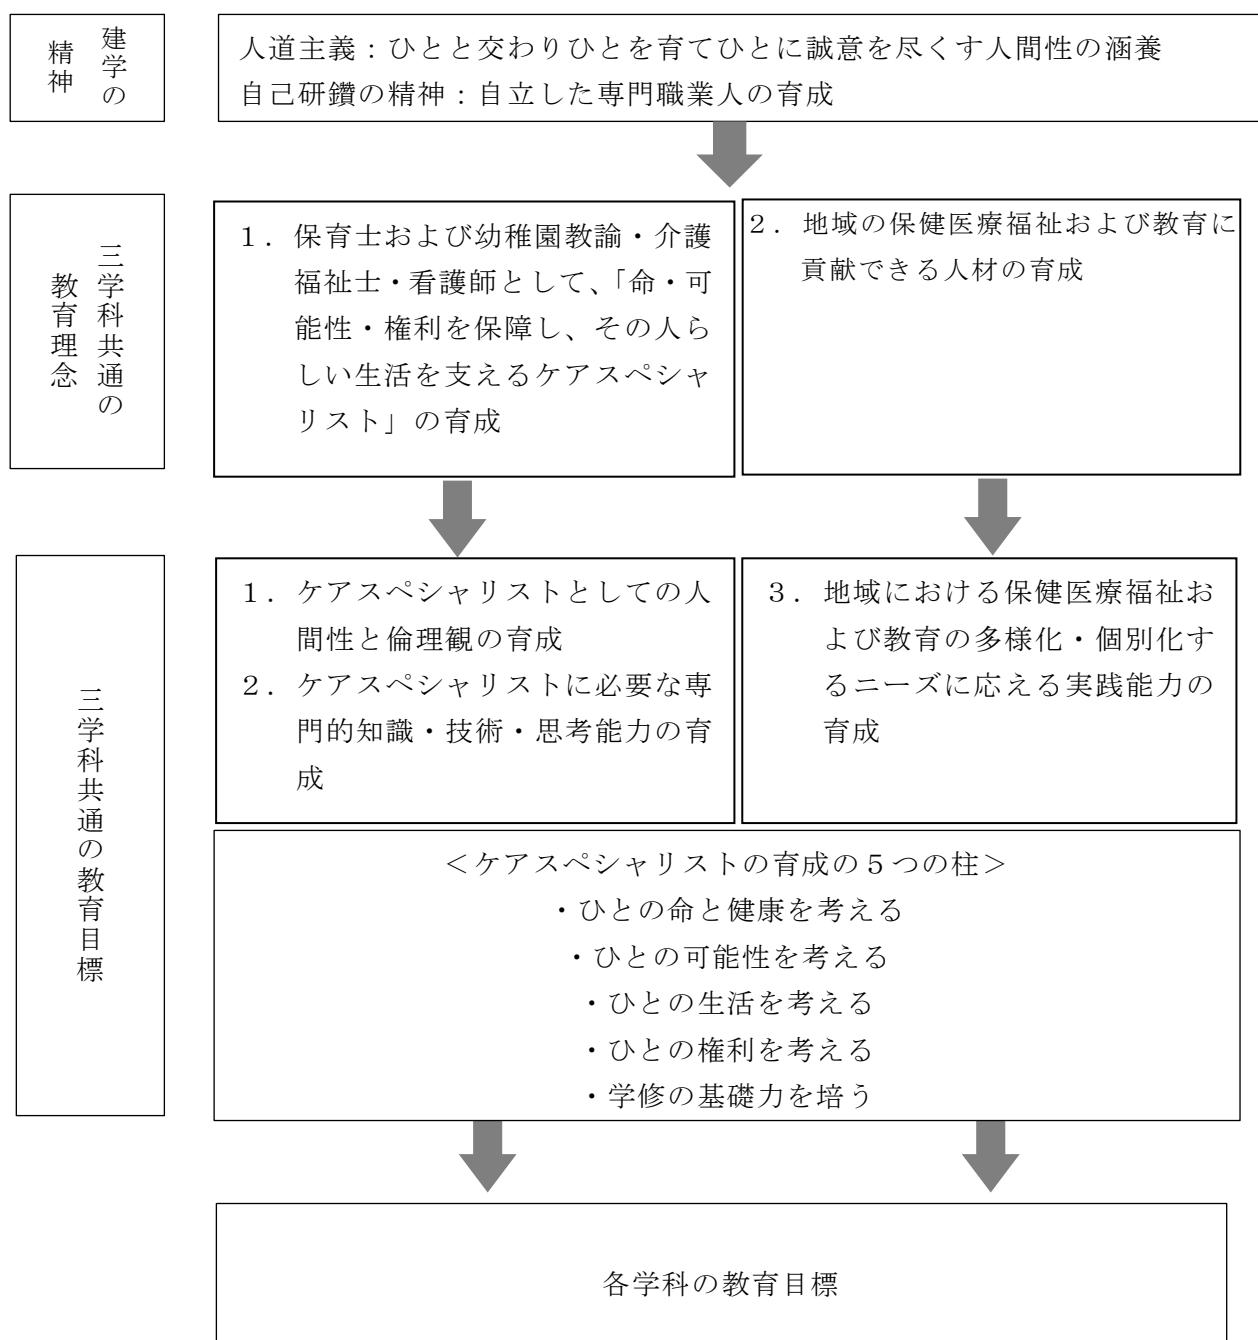 建学の
精神
人道主義：ひとと交わりひとを育てひとに誠意を尽くす人間性の涵養
自己研鑽の精神：自立した専門職業人の育成
三学科共通の
教育理念
１．保育士および幼稚園教諭・介護
福祉士・看護師として、「命・可
能性・権利を保障し、その人ら
しい生活を支えるケアスペシャ
リスト」の育成
２．地域の保健医療福祉および教育に
貢献できる人材の育成
三学科共通の教育目標
１．ケアスペシャリストとしての人
間性と倫理観の育成
２．ケアスペシャリストに必要な専
門的知識・技術・思考能力の育
成
３．地域における保健医療福祉お
よび教育の多様化・個別化す
るニーズに応える実践能力の
育成
＜ケアスペシャリストの育成の５つの柱＞
・ひとの命と健康を考える
・ひとの可能性を考える
・ひとの生活を考える
・ひとの権利を考える
・学修の基礎力を培う
各学科の教育目標